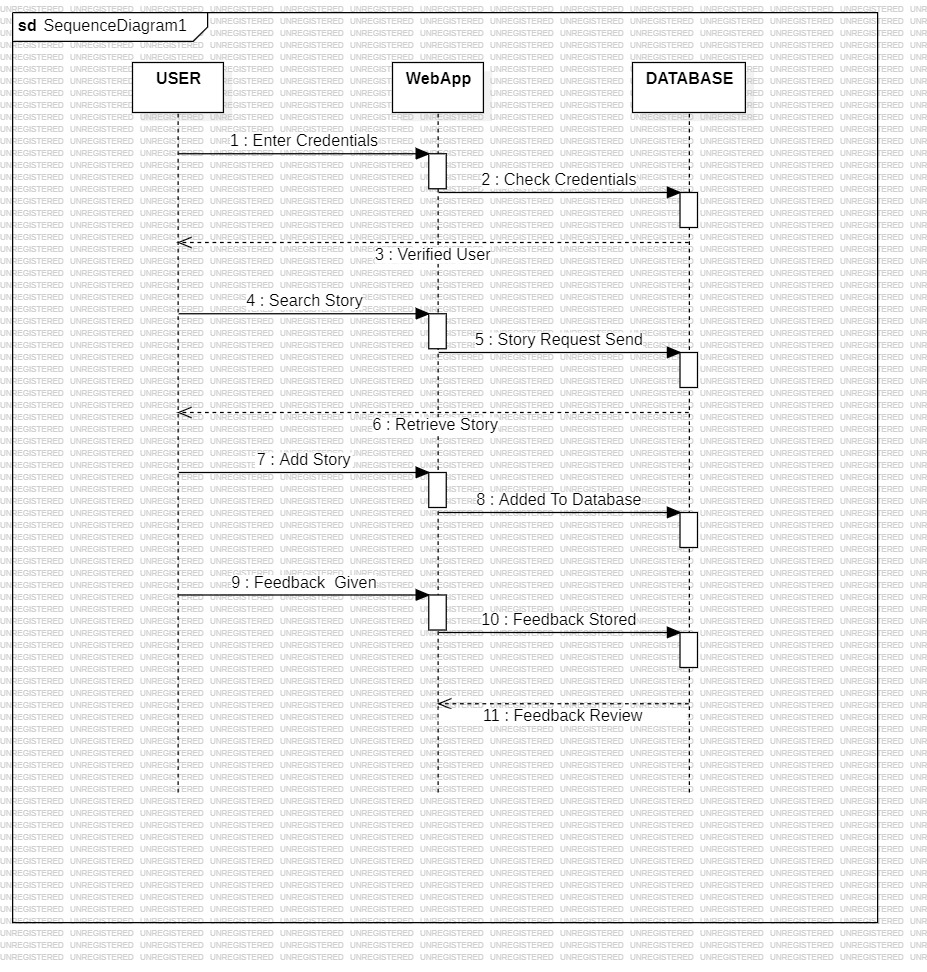 sd SequenceDiagram1
USER WebApp DATABASE
1 : Enter Credentials
2 : Check Credentials
3 : Verified User
4 : Search Story
5 : Story Request Send
6 : Retrieve Story
7 : Add Story
8 : Added To Database
9 : Feedback  Given
10 : Feedback Stored
11 : Feedback Review
UNREGISTERED